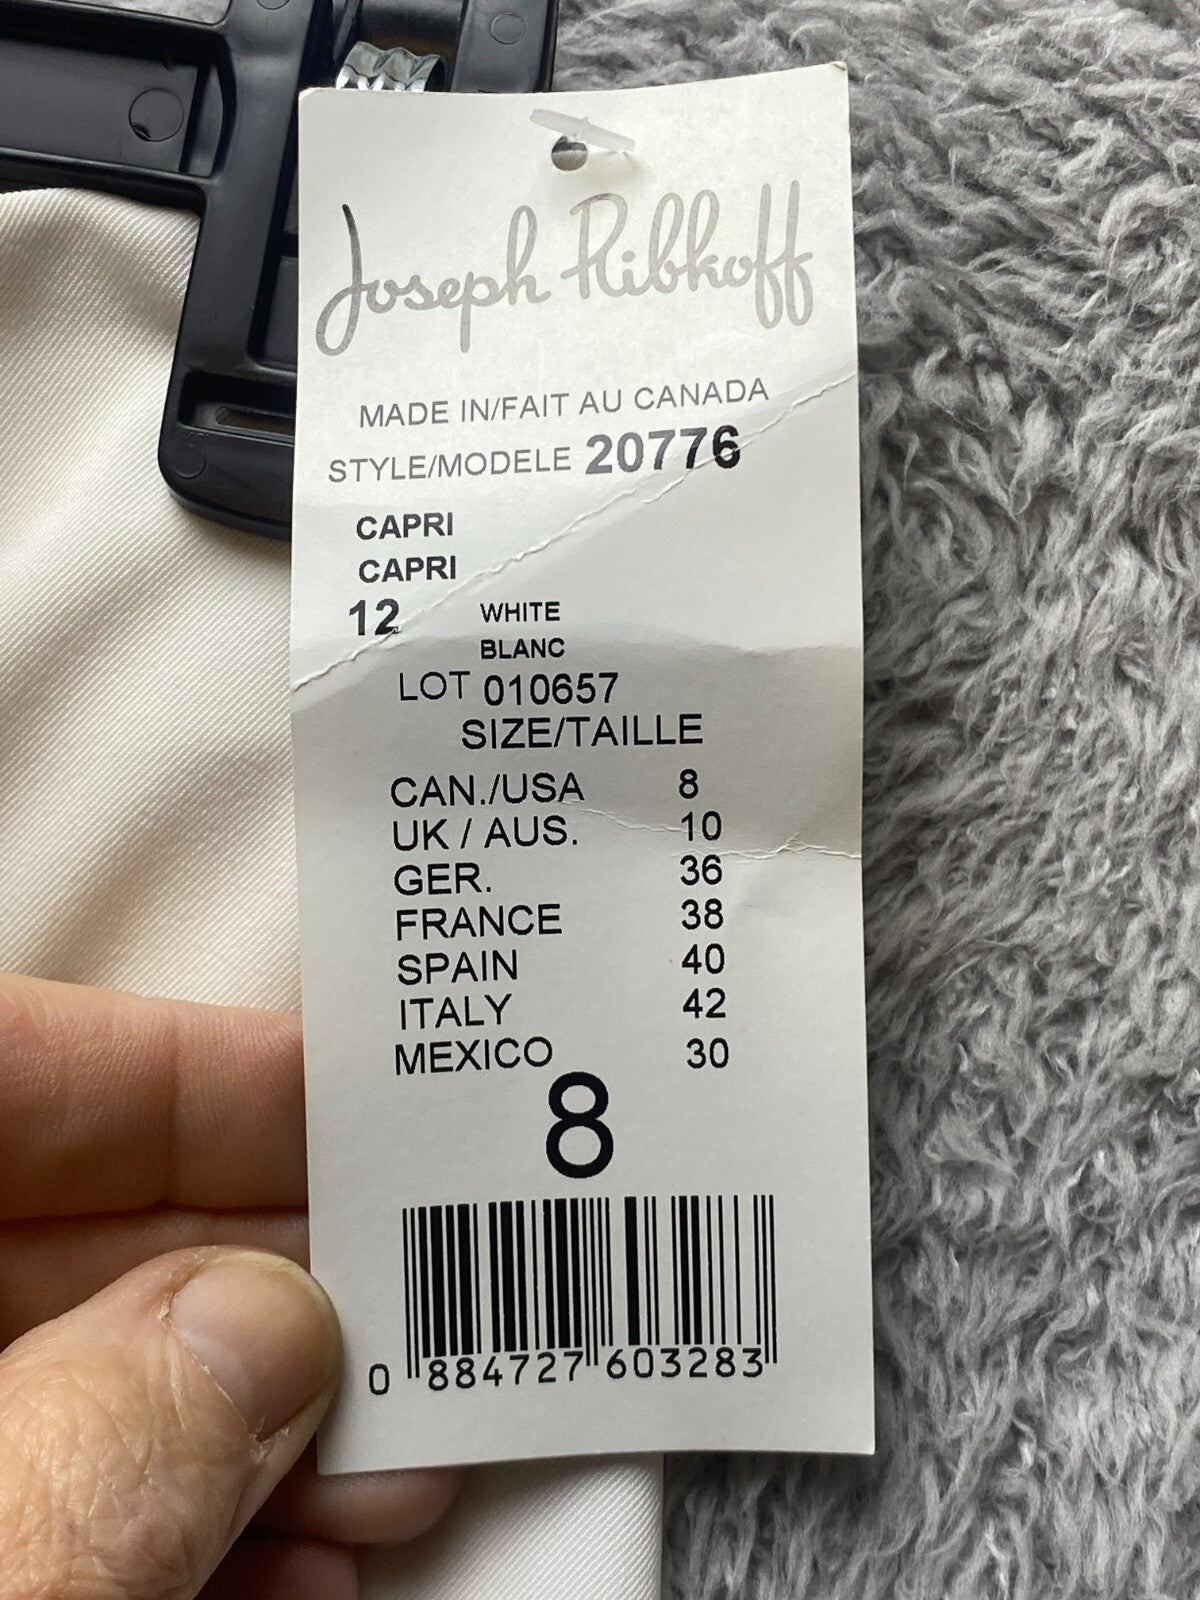 Joseph Ribkoff
MADE IN/FAIT AU CANADA
STYLE/MODELE 20776
CAPRI
CAPRI
12 WHITE
BLANC
LOT 010657
SIZE/TAILLE
CAN./USA 8
UK / AUS. 10
GER. 36
FRANCE 38
SPAIN 40
ITALY 42
MEXICO 30
8
0 884727 603283